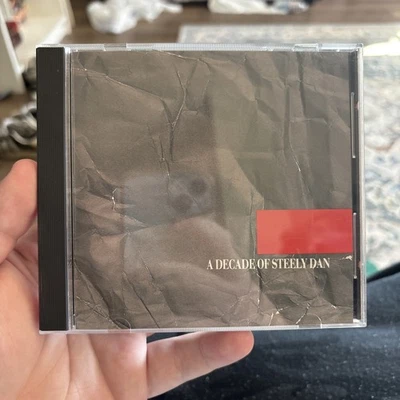 A DECADE OF STEELY DAN